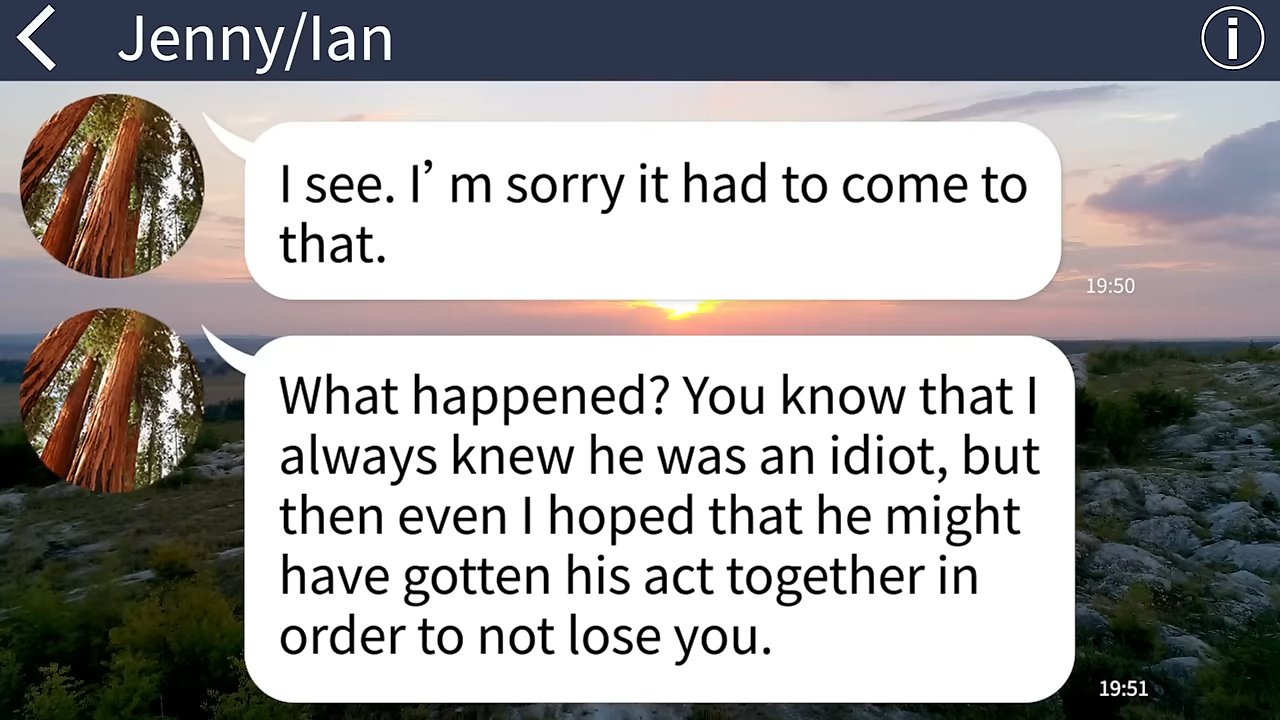 Jenny/Ian
I see. I’ m sorry it had to come to
that.
19:50
What happened? You know that I
always knew he was an idiot, but
then even I hoped that he might
have gotten his act together in
order to not lose you.
19:51